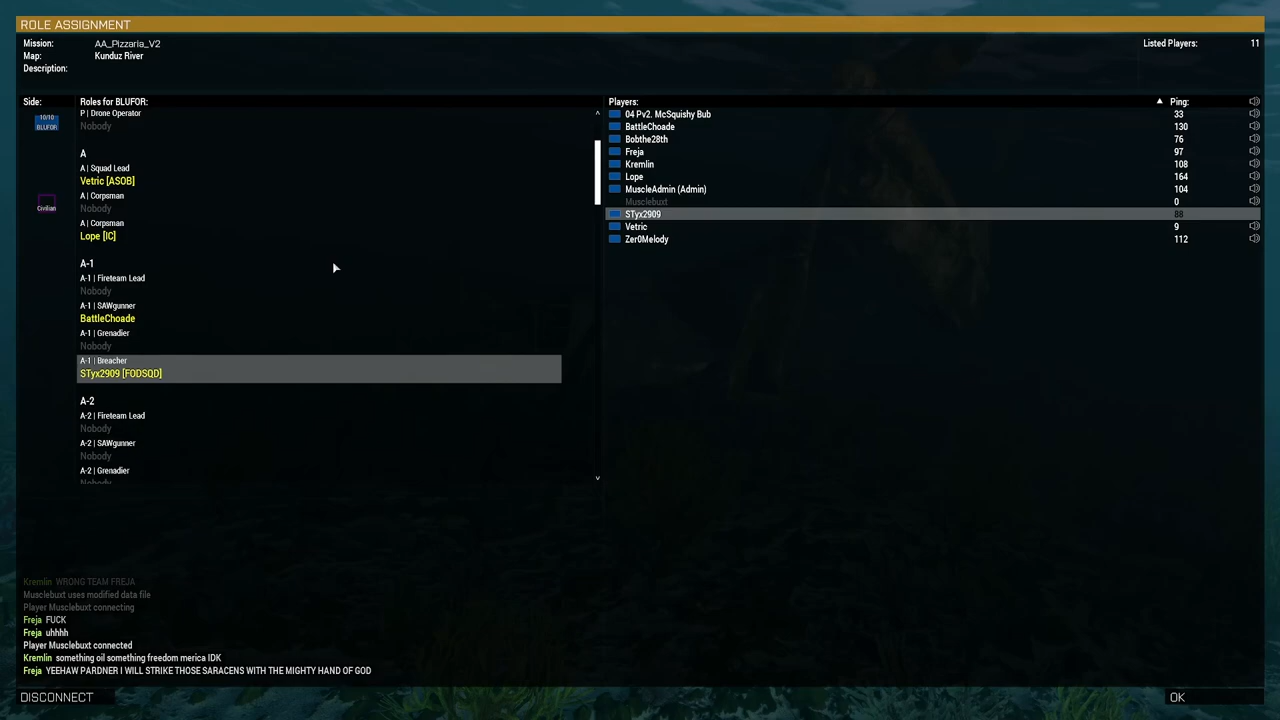 ROLE ASSIGNMENT
Mission: AA_Pizzaria_V2
Map: Kunduz River
Description:
Listed Players: 11
Side:
10/10
BLUFOR
Civilian
Roles for BLUFOR:
P | Drone Operator
Nobody
A
A | Squad Lead
Vetric [ASOB]
A | Corpsman
Nobody
A | Corpsman
Lope [IC]
A-1
A-1 | Fireteam Lead
Nobody
A-1 | SAWgunner
BattleChoade
A-1 | Grenadier
Nobody
A-1 | Breacher
STyx2909 [FODSQD]
A-2
A-2 | Fireteam Lead
Nobody
A-2 | SAWgunner
Nobody
A-2 | Grenadier
Nobody
Players: Ping:
04 Pv2. McSquishy Bub 33
BattleChoade 130
Bobthe28th 76
Freja 97
Kremlin 108
Lope 164
MuscleAdmin (Admin) 104
Musclebuxt 0
STyx2909 88
Vetric 9
Zer0Melody 112
Kremlin WRONG TEAM FREJA
Musclebuxt uses modified data file
Player Musclebuxt connecting
Freja FUCK
Freja uhhhh
Player Musclebuxt connected
Kremlin something oil something freedom merica IDK
Freja YEEHAW PARDNER I WILL STRIKE THOSE SARACENS WITH THE MIGHTY HAND OF GOD
DISCONNECT
OK